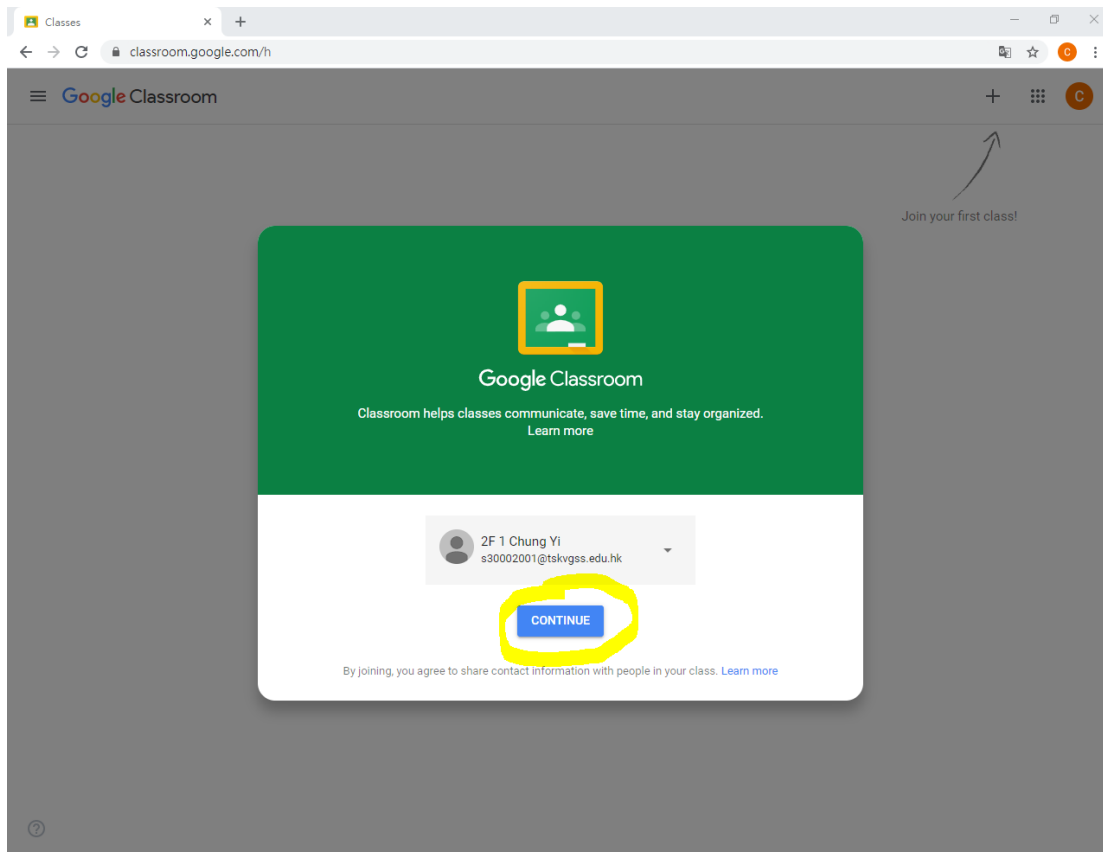 Classes
classroom.google.com/h
C
Google Classroom
C
Join your first class!
Google Classroom
Classroom helps classes communicate, save time, and stay organized.
Learn more
2F 1 Chung Yi
s30002001@tskvgss.edu.hk
CONTINUE
By joining, you agree to share contact information with people in your class. Learn more